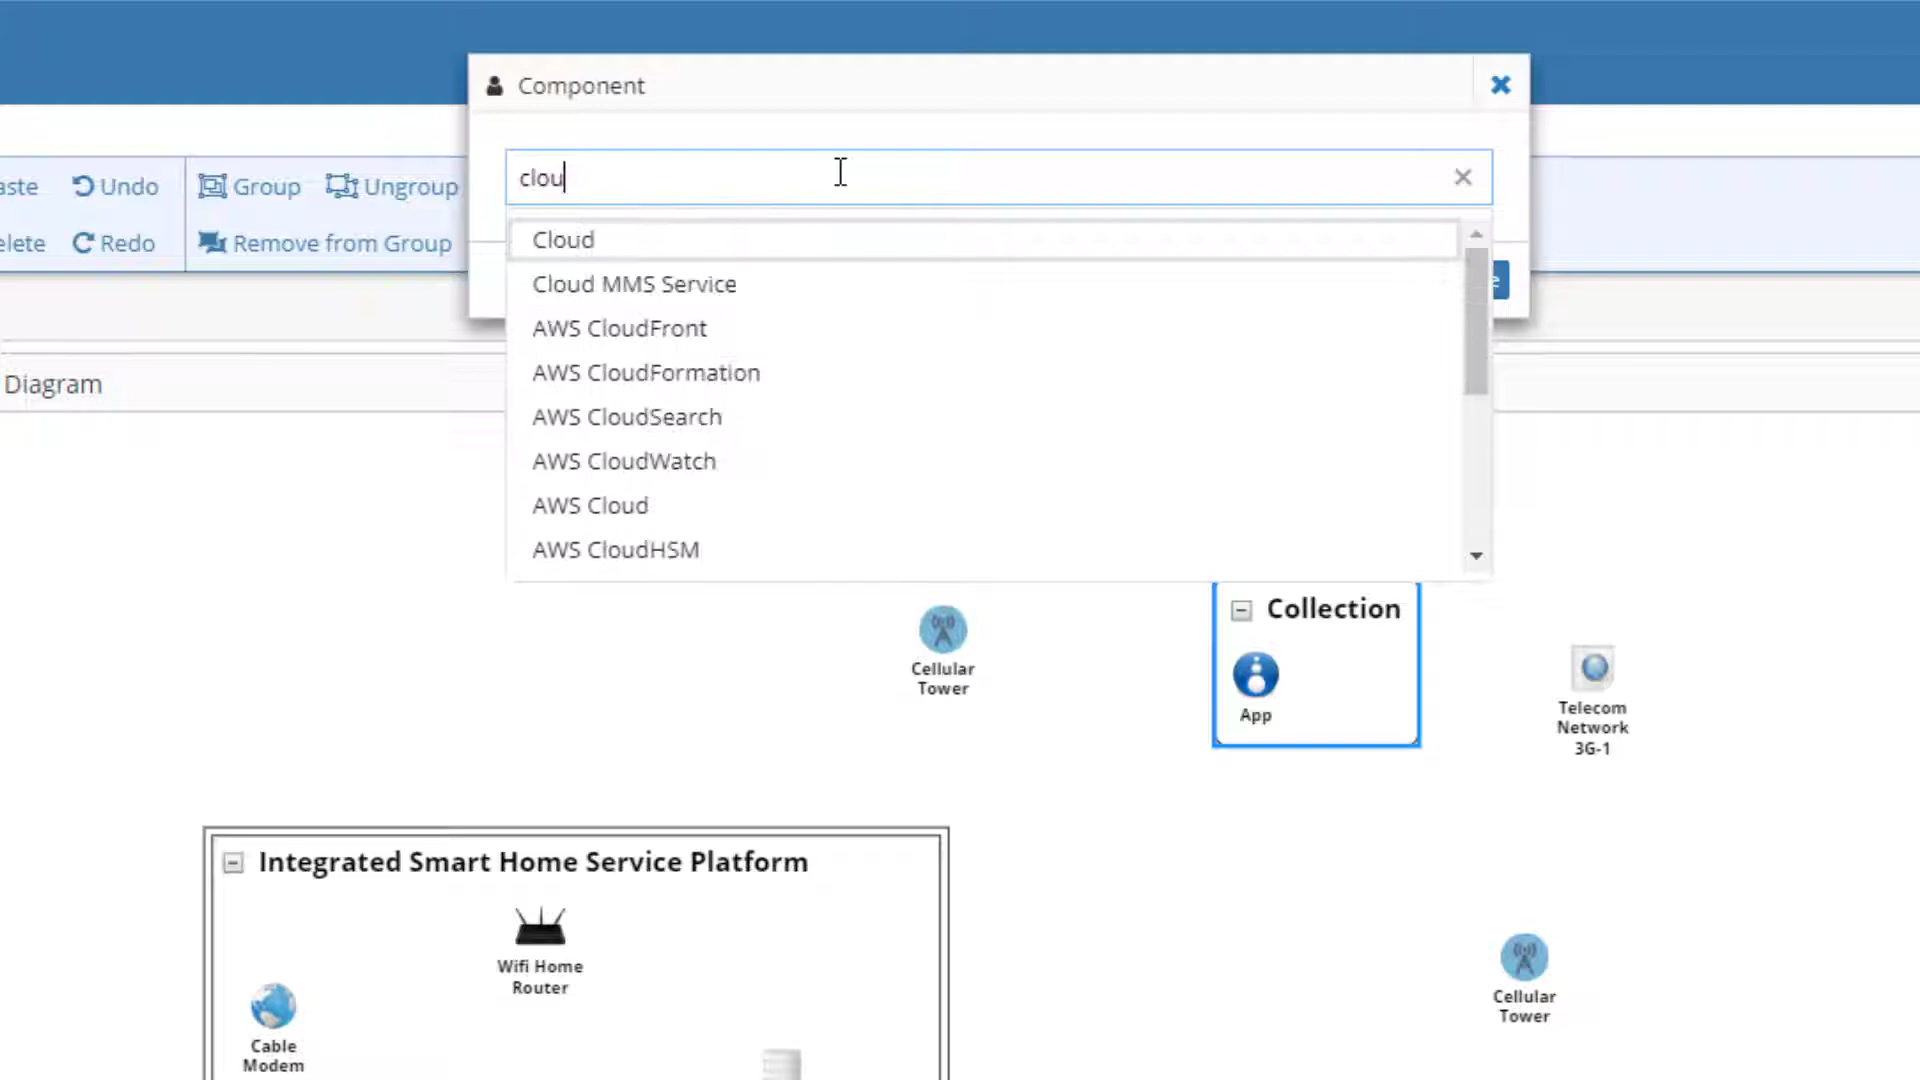 Component
clou
aste Undo Group Ungroup
elete Redo Remove from Group
Cloud
Cloud MMS Service
AWS CloudFront
AWS CloudFormation
AWS CloudSearch
AWS CloudWatch
AWS Cloud
AWS CloudHSM
Diagram
Collection
App
Cellular
Tower
Telecom
Network
3G-1
Integrated Smart Home Service Platform
Wifi Home
Router
Cable
Modem
Cellular
Tower